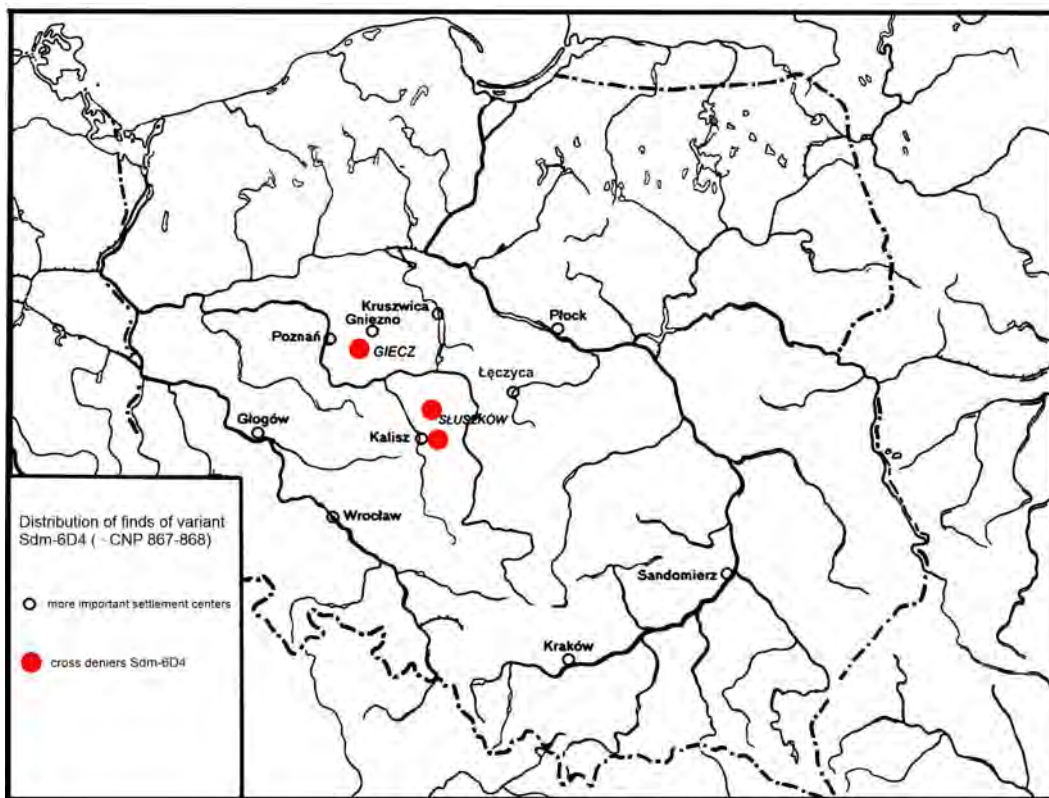 Kruszwica
Gniezno
Poznań
GIECZ
Płock
Łęczyca
SŁUSZKÓW
Głogów
Kalisz
Wrocław
Sandomierz
Kraków
Distribution of finds of variant
Sdm-6D4 ( - CNP 867-868)
more important settlement centers
cross deniers Sdm-6D4